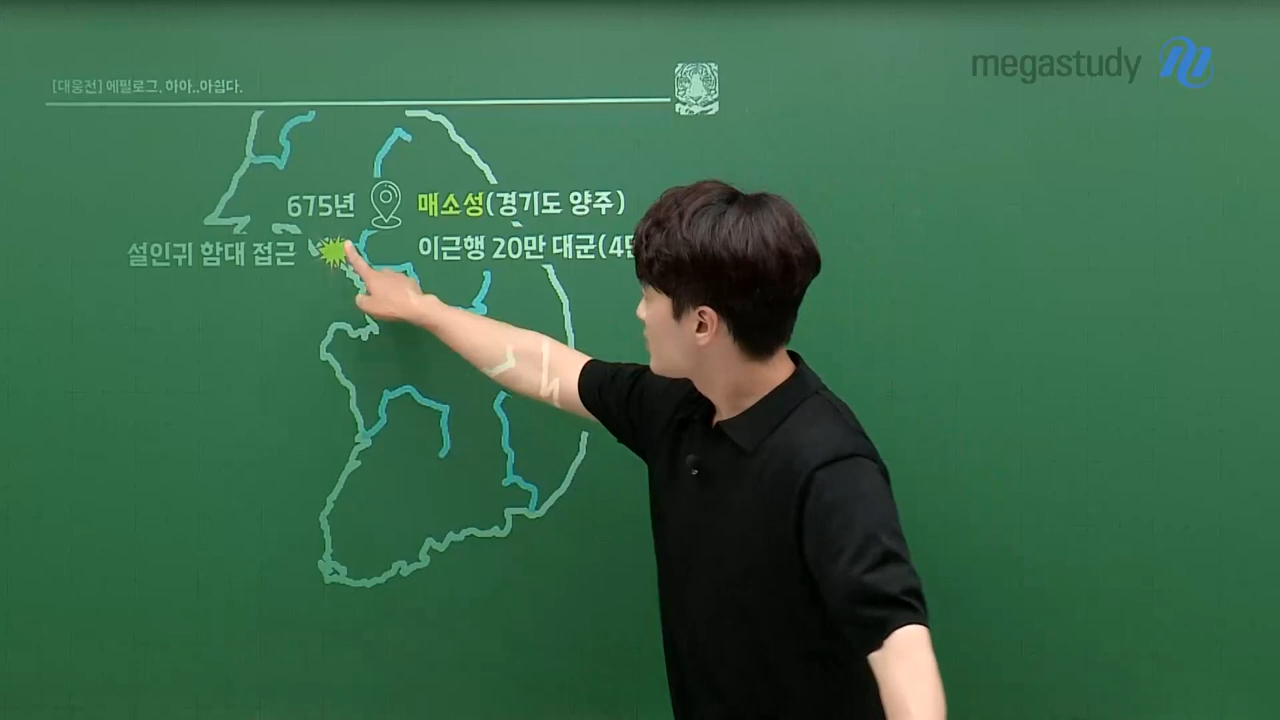 [대웅전] 에필로그. 하아..아쉽다.
megastudy
675년 매소성(경기도 양주)
설인귀 함대 접근
이근행 20만 대군(4만